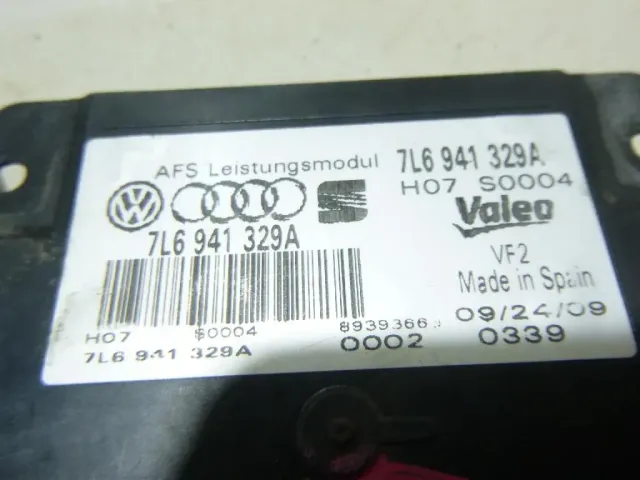 AFS Leistungsmodul
7L6 941 329A
H07 S0004
Valeo
7L6 941 329A
VF2
Made in Spain
H07 S0004 8939366
09/24/09
7L6 941 329A
0002 0339